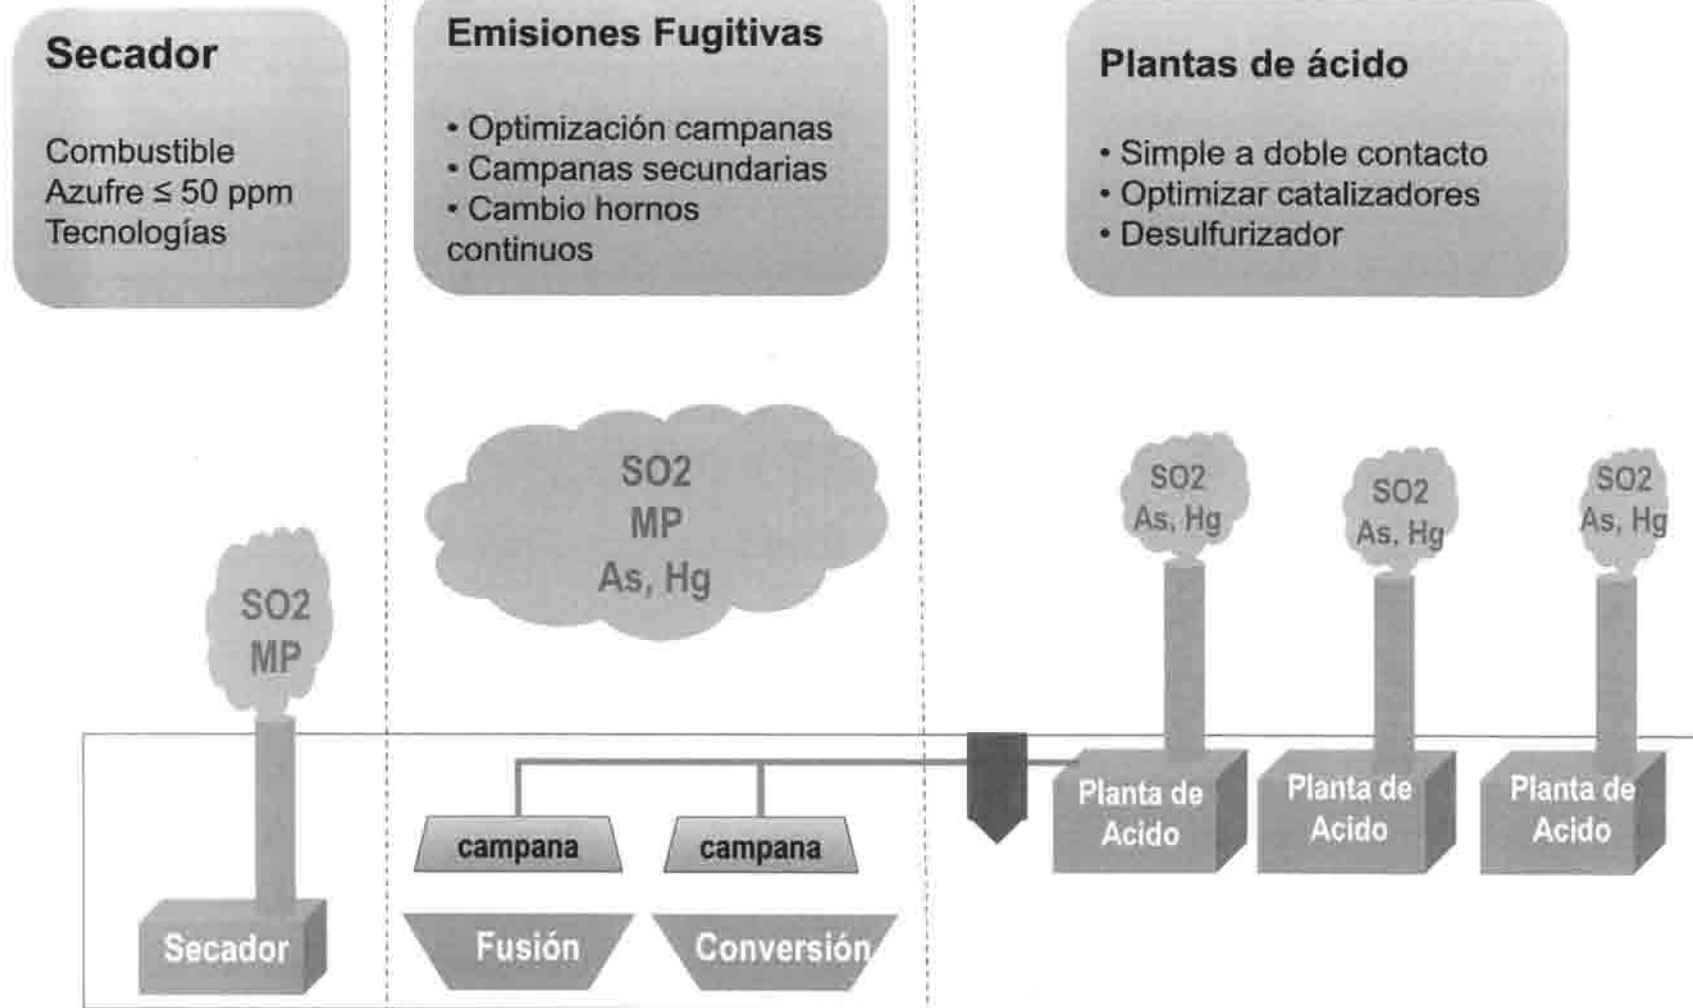 Secador
Combustible
Azufre ≤ 50 ppm
Tecnologías
Emisiones Fugitivas
• Optimización campanas
• Campanas secundarias
• Cambio hornos
continuos
Plantas de ácido
• Simple a doble contacto
• Optimizar catalizadores
• Desulfurizador
SO2
MP
SO2
MP
As, Hg
SO2
As, Hg
SO2
As, Hg
SO2
As, Hg
Secador
campana
campana
Fusión
Conversión
Planta de
Acido
Planta de
Acido
Planta de
Acido